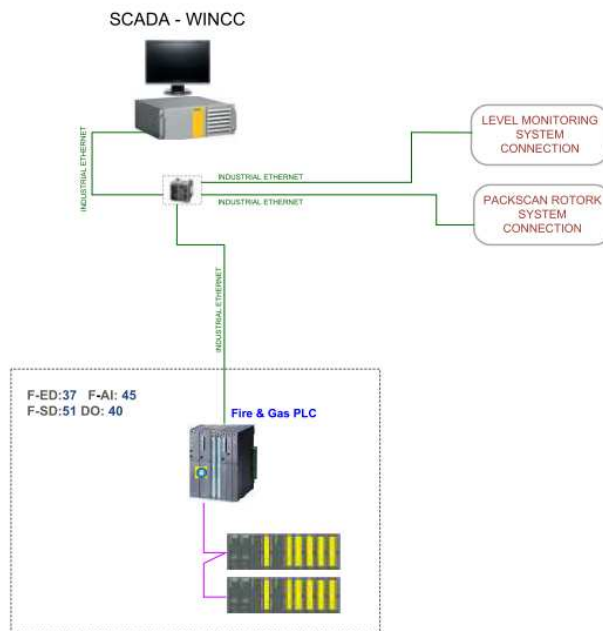 SCADA - WINCC
INDUSTRIAL ETHERNET
INDUSTRIAL ETHERNET
INDUSTRIAL ETHERNET
LEVEL MONITORING
SYSTEM
CONNECTION
PACKSCAN ROTORK
SYSTEM
CONNECTION
INDUSTRIAL ETHERNET
F-ED:37 F-AI: 45
F-SD:51 DO: 40
Fire & Gas PLC